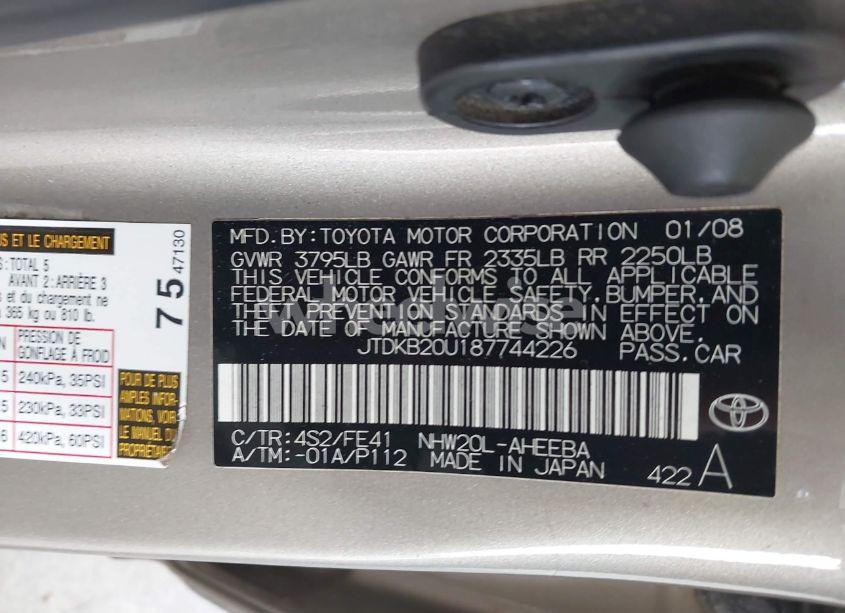 US ET LE CHARGEMENT
S : TOTAL 5
AVANT 2 : ARRIÈRE 3
s et du chargement ne
365 kg ou 810 lb.
PRESSION DE
GONFLAGE À FROID
5 240kPa, 35PSI
5 230kPa, 33PSI
6 420kPa, 60PSI
POUR DE PLUS
AMPLES INFOR-
MATIONS, VOIR
LE MANUEL DU
PROPRIÉTAIRE
75 47130
MFD. BY: TOYOTA MOTOR CORPORATION 01/08
GVWR 3795LB GAWR FR 2335LB RR 2250LB
THIS VEHICLE CONFORMS TO ALL APPLICABLE
FEDERAL MOTOR VEHICLE SAFETY, BUMPER, AND
THEFT PREVENTION STANDARDS IN EFFECT ON
THE DATE OF MANUFACTURE SHOWN ABOVE.
JTDKB20U187744226 PASS. CAR
C/TR: 4S2/FE41 NHW20L-AHEEBA
A/TM: -01A/P112 MADE IN JAPAN
422 A